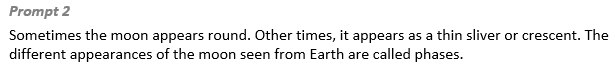 Prompt 2
Sometimes the moon appears round. Other times, it appears as a thin sliver or crescent. The
different appearances of the moon seen from Earth are called phases.